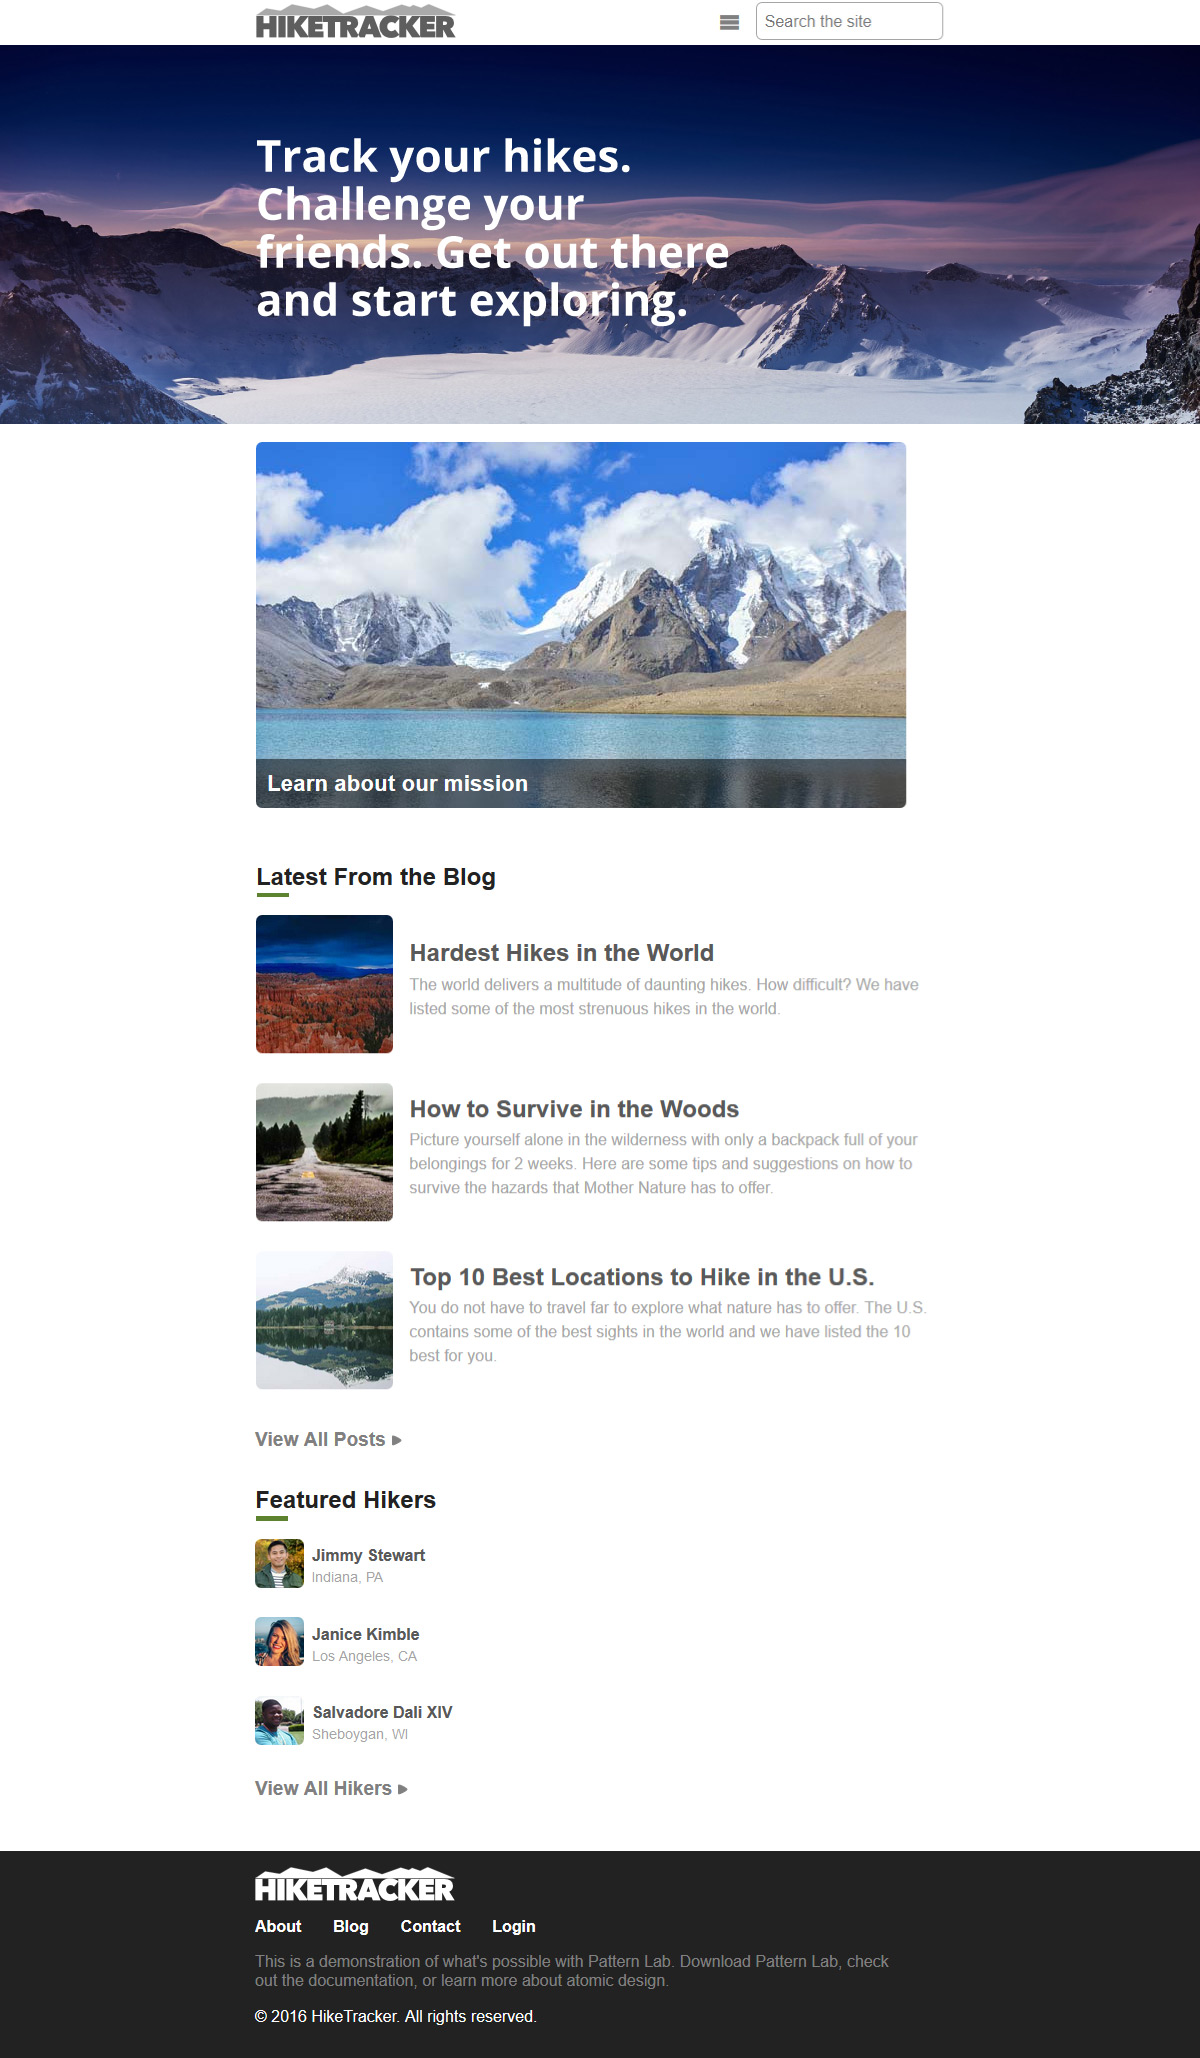 HIKETRACKER
Search the site
Track your hikes.
Challenge your
friends. Get out there
and start exploring.
Learn about our mission
Latest From the Blog
Hardest Hikes in the World
The world delivers a multitude of daunting hikes. How difficult? We have
listed some of the most strenuous hikes in the world.
How to Survive in the Woods
Picture yourself alone in the wilderness with only a backpack full of your
belongings for 2 weeks. Here are some tips and suggestions on how to
survive the hazards that Mother Nature has to offer.
Top 10 Best Locations to Hike in the U.S.
You do not have to travel far to explore what nature has to offer. The U.S.
contains some of the best sights in the world and we have listed the 10
best for you.
View All Posts
Featured Hikers
Jimmy Stewart
Indiana, PA
Janice Kimble
Los Angeles, CA
Salvadore Dali XIV
Sheboygan, WI
View All Hikers
HIKETRACKER
About Blog Contact Login
This is a demonstration of what's possible with Pattern Lab. Download Pattern Lab, check
out the documentation, or learn more about atomic design.
© 2016 HikeTracker. All rights reserved.